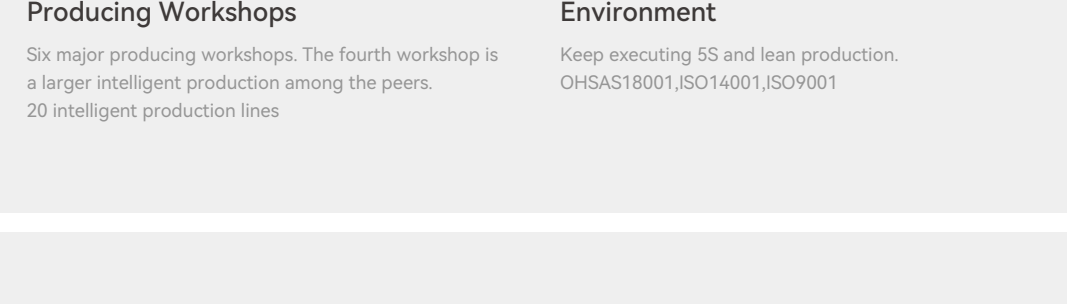 Producing Workshops
Six major producing workshops. The fourth workshop is
a larger intelligent production among the peers.
20 intelligent production lines
Environment
Keep executing 5S and lean production.
OHSAS18001,ISO14001,ISO9001